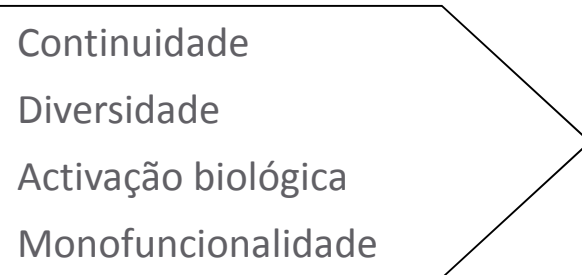 Continuidade
Diversidade
Activação biológica
Monofuncionalidade